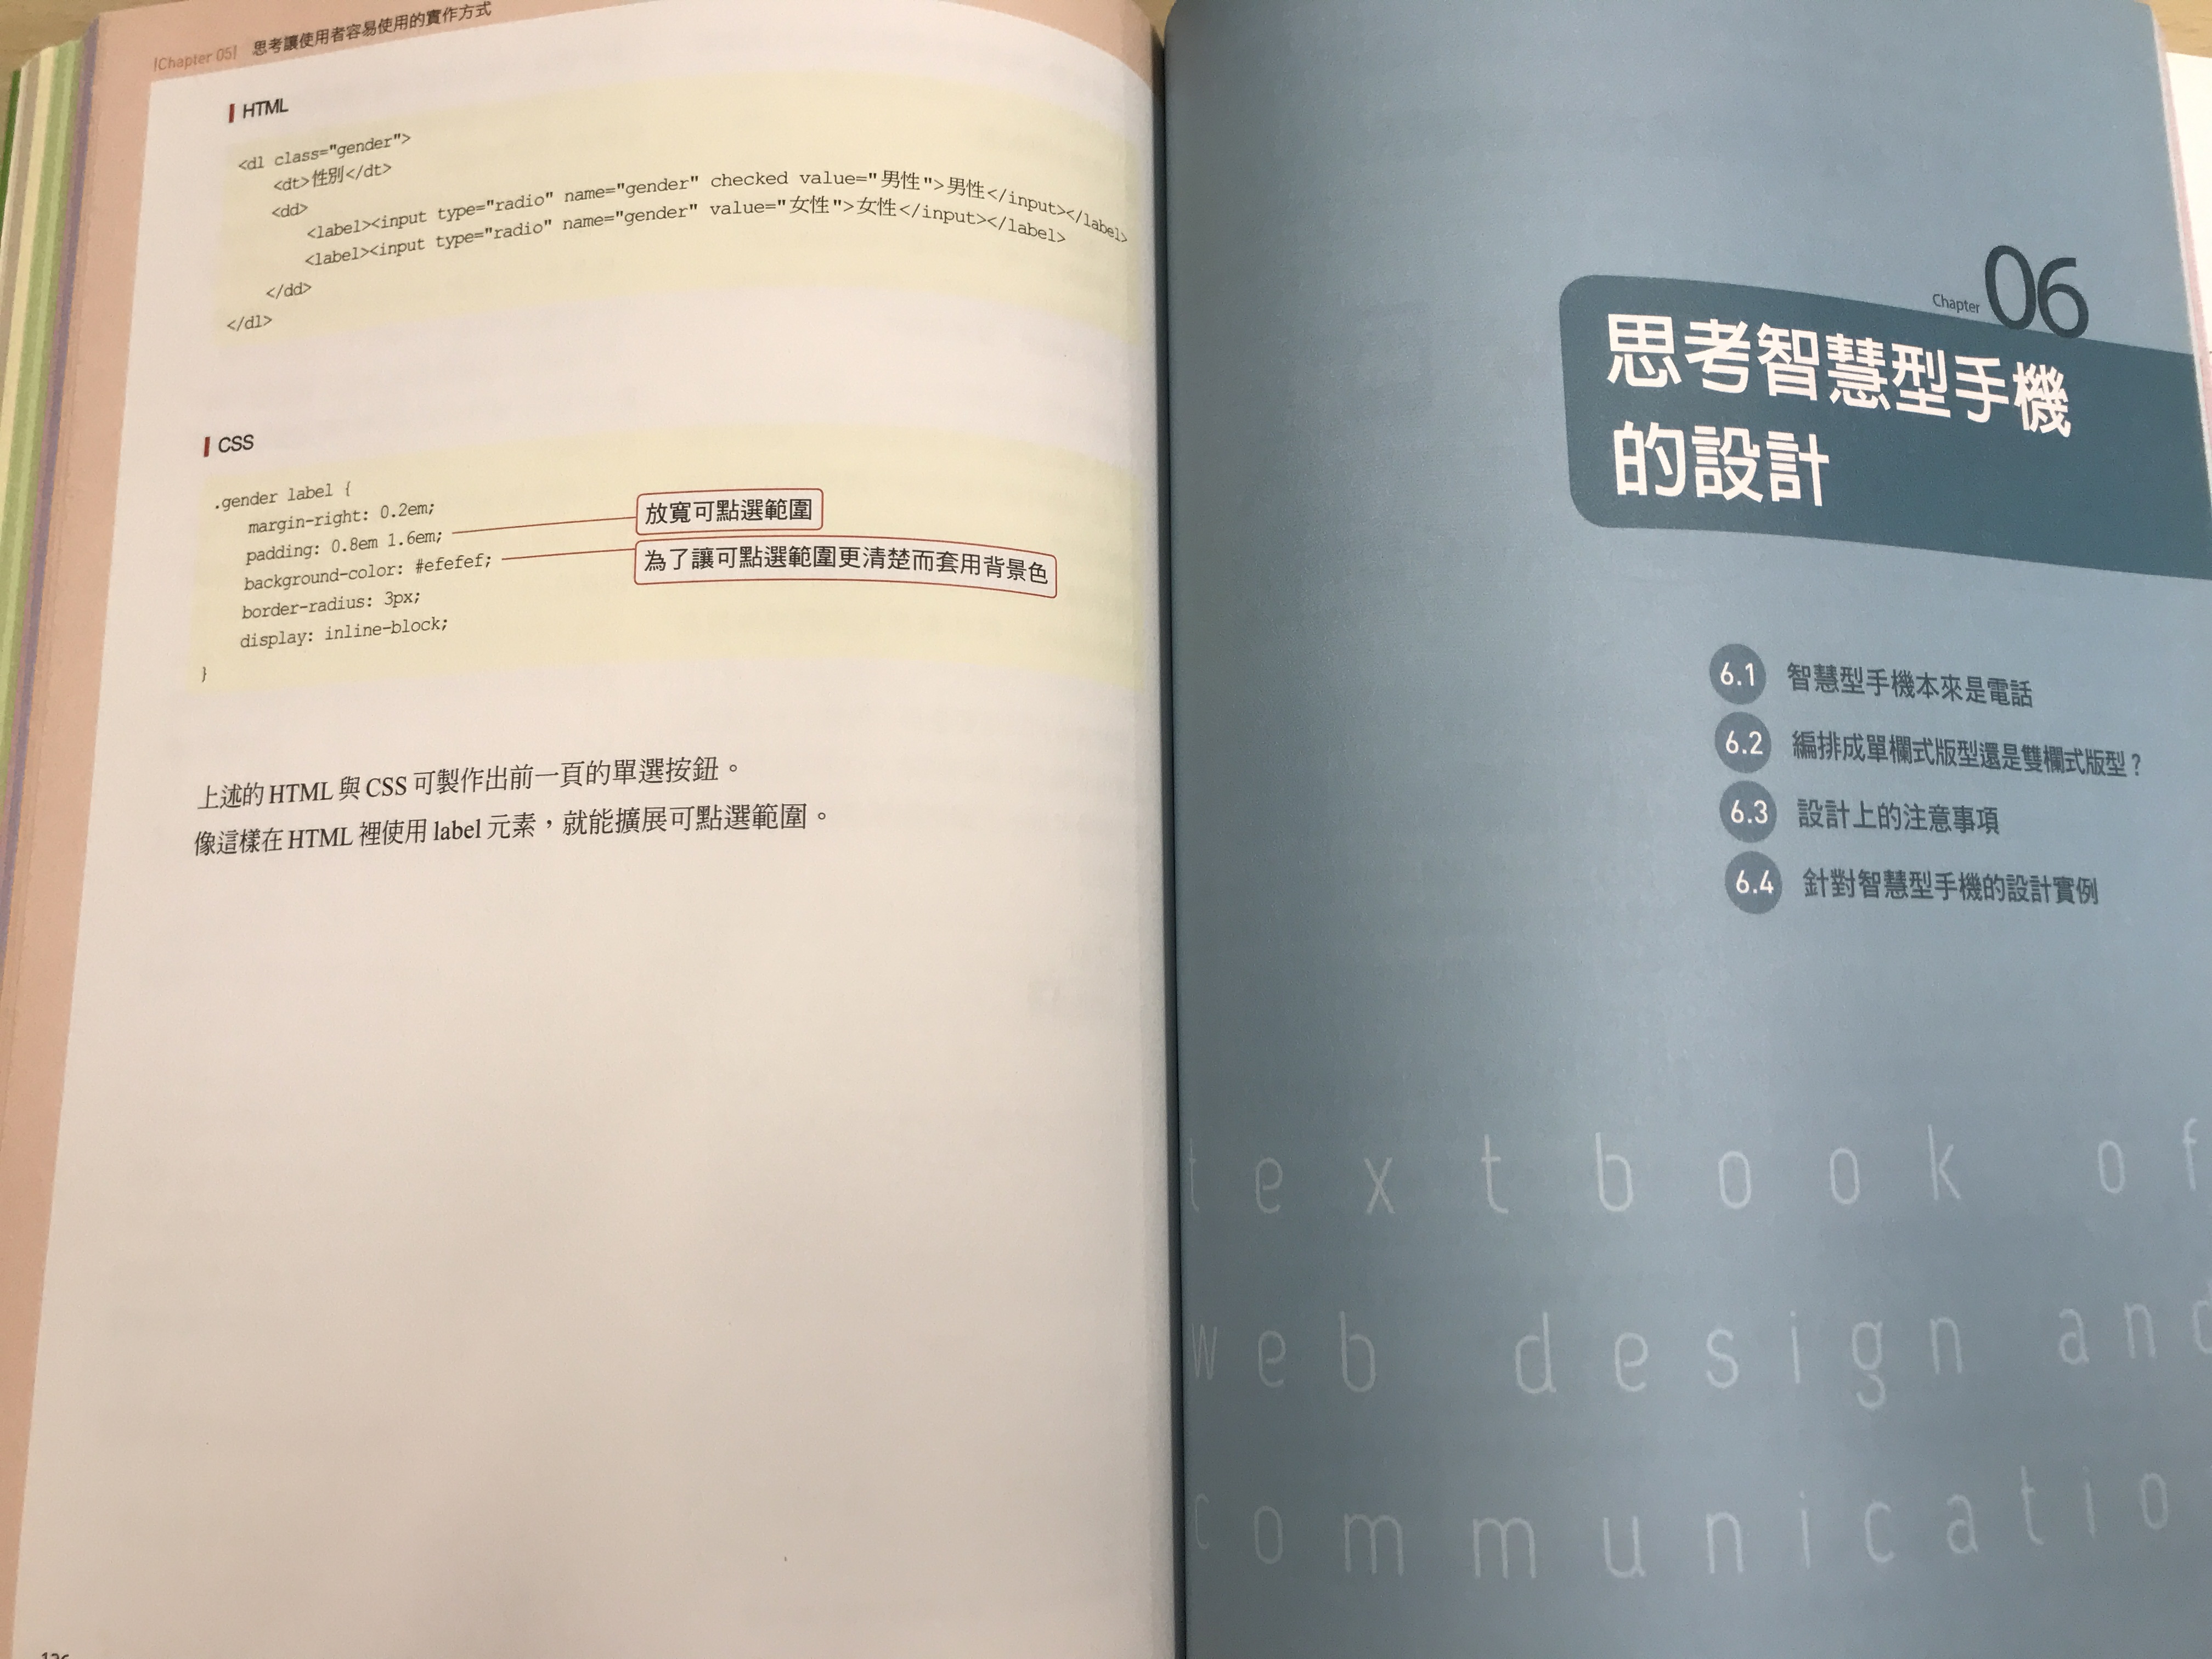 [Chapter 05] 思考讓使用者容易使用的實作方式
HTML
<dl class="gender">
<dt>性別</dt>
<dd>
<label><input type="radio" name="gender" checked value="男性">男性</input></label>
<label><input type="radio" name="gender" value="女性">女性</input></label>
</dd>
</dl>
CSS
.gender label {
margin-right: 0.2em;
padding: 0.8em 1.6em;
放寬可點選範圍
background-color: #efefef;
為了讓可點選範圍更清楚而套用背景色
border-radius: 3px;
display: inline-block;
}
上述的 HTML 與 CSS 可製作出前一頁的單選按鈕。
像這樣在 HTML 裡使用 label 元素,就能擴展可點選範圍。
Chapter 06
思考智慧型手機
的設計
6.1 智慧型手機本來是電話
6.2 編排成單欄式版型還是雙欄式版型?
6.3 設計上的注意事項
6.4 針對智慧型手機的設計實例
textbook of
web design and
communicatio